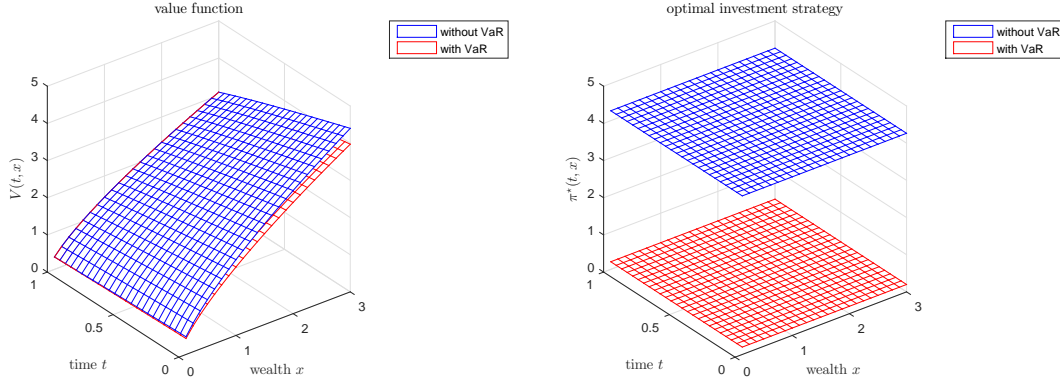 value function
without VaR
with VaR
5
4
3
2
1
0
V(t, x)
1
0.5
0
time t
0
1
2
3
wealth x
optimal investment strategy
without VaR
with VaR
5
4
3
2
1
0
π*(t, x)
1
0.5
0
time t
0
1
2
3
wealth x